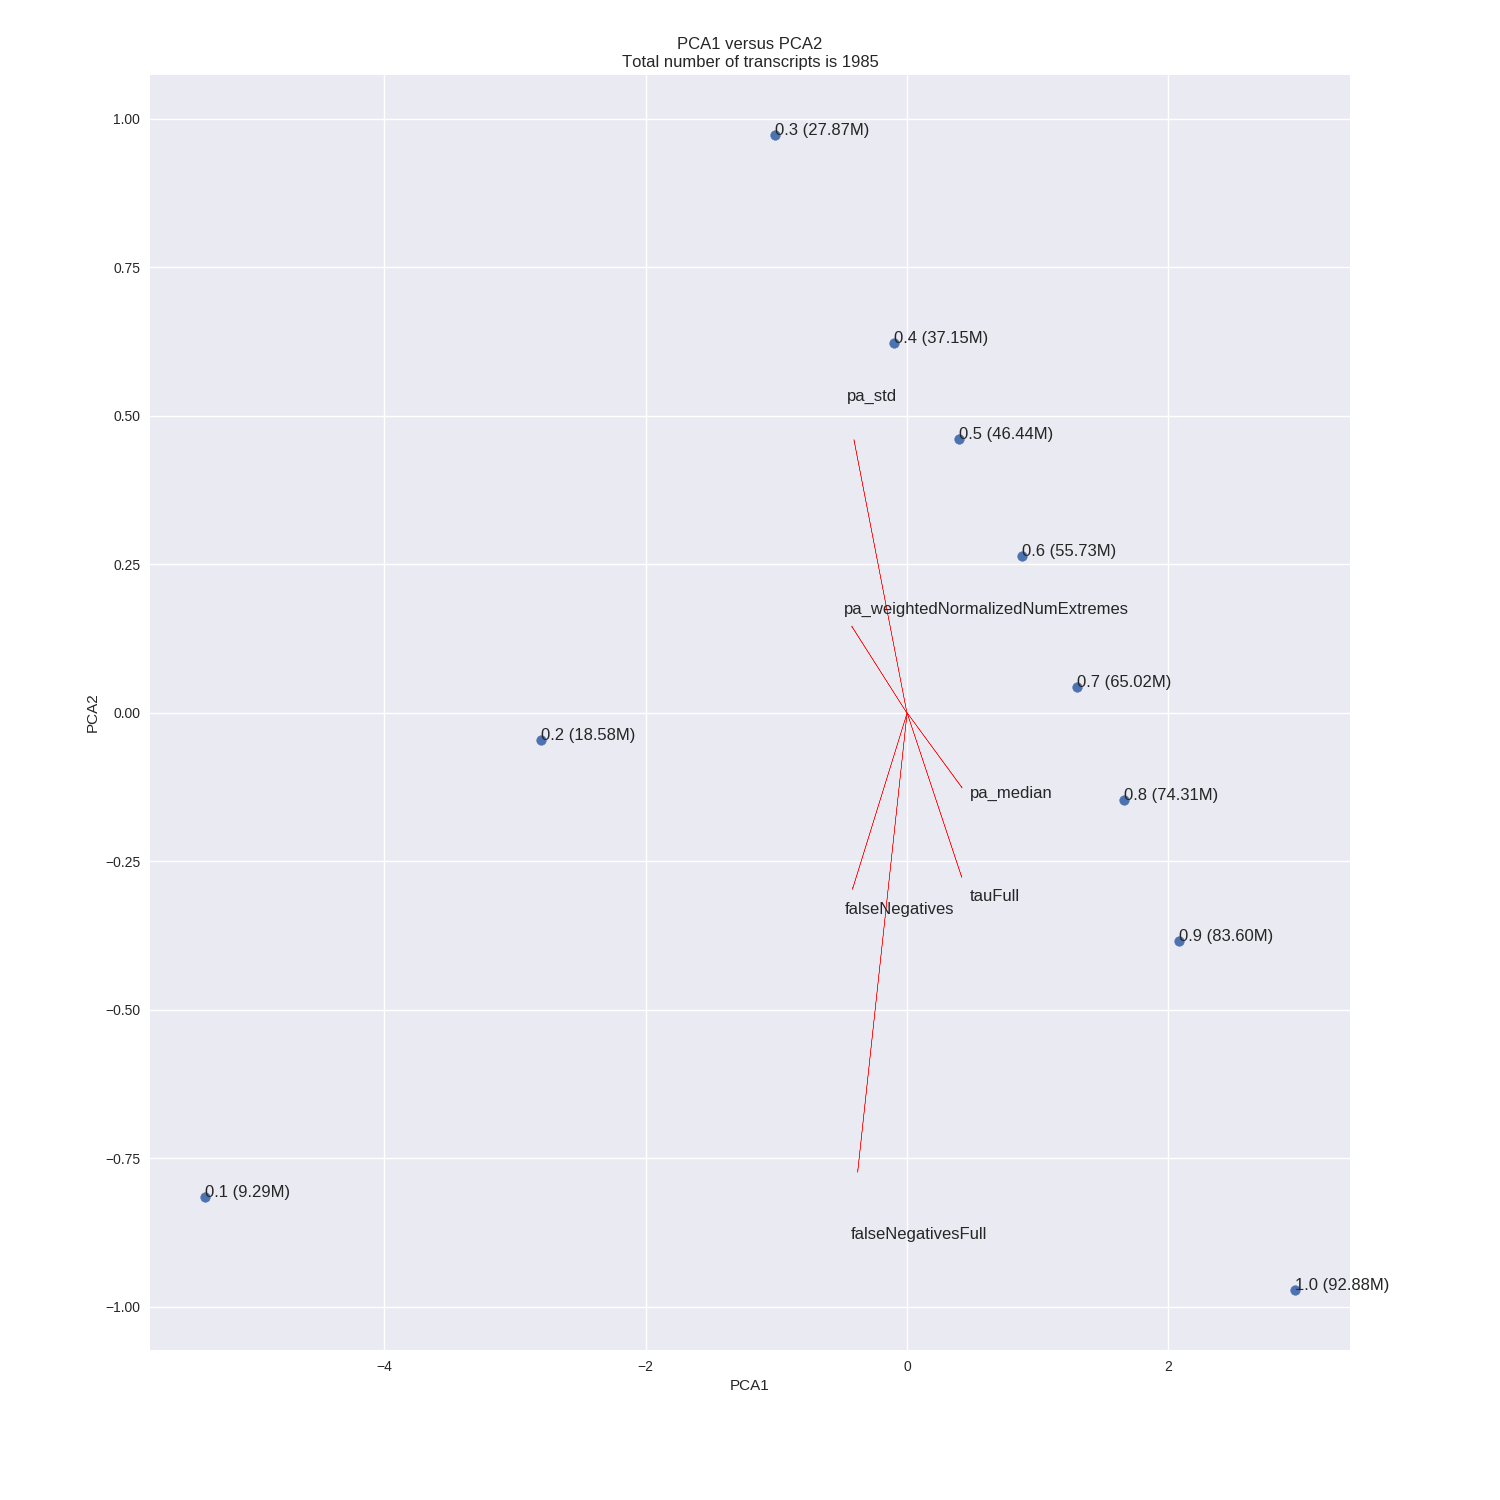 PCA1 versus PCA2
Total number of transcripts is 1985
1.00
0.3 (27.87M)
0.75
0.4 (37.15M)
pa_std
0.50
0.5 (46.44M)
0.6 (55.73M)
0.25
pa_weightedNormalizedNumExtremes
0.7 (65.02M)
PCA2
0.00
0.2 (18.58M)
pa_median
0.8 (74.31M)
−0.25
tauFull
falseNegatives
0.9 (83.60M)
−0.50
−0.75
0.1 (9.29M)
falseNegativesFull
1.0 (92.88M)
−1.00
−4 −2 0 2
PCA1